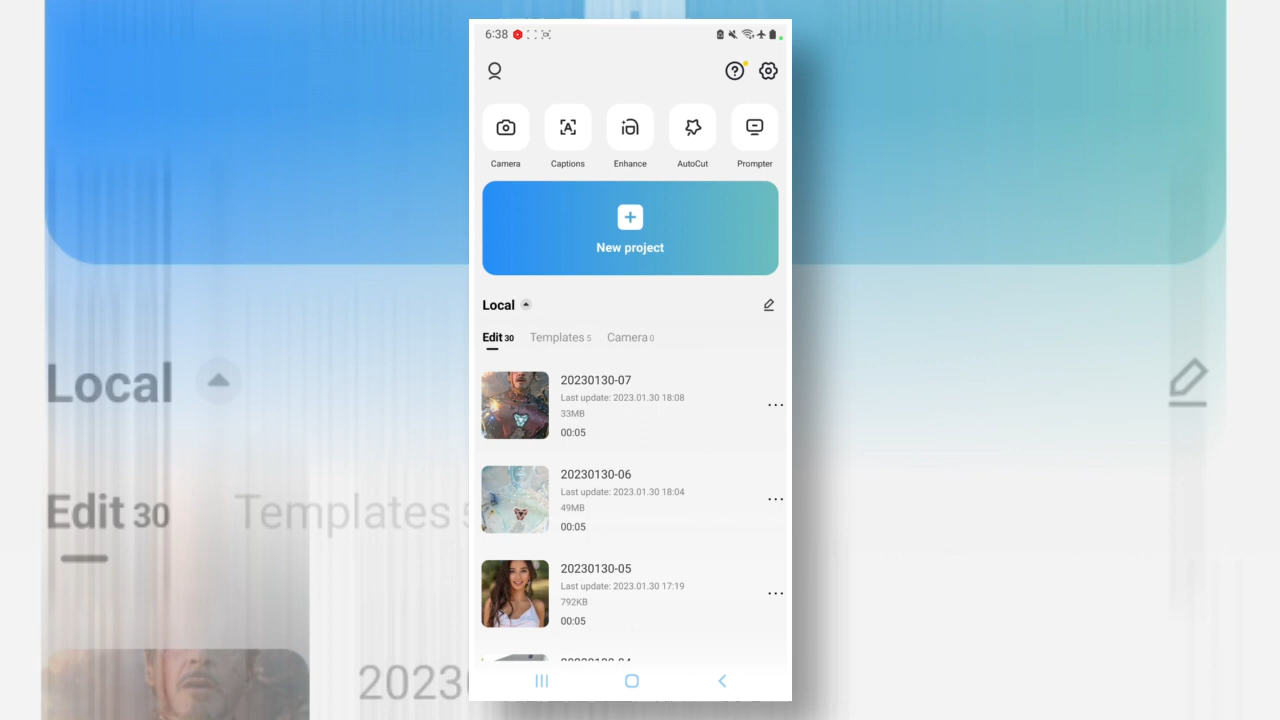 6:38
Camera Captions Enhance AutoCut Prompter
New project
Local
Edit 30 Templates 5 Camera 0
20230130-07
Last update: 2023.01.30 18:08
33MB
00:05
20230130-06
Last update: 2023.01.30 18:04
49MB
00:05
20230130-05
Last update: 2023.01.30 17:19
792KB
00:05
Local
Edit 30 Templates
2023